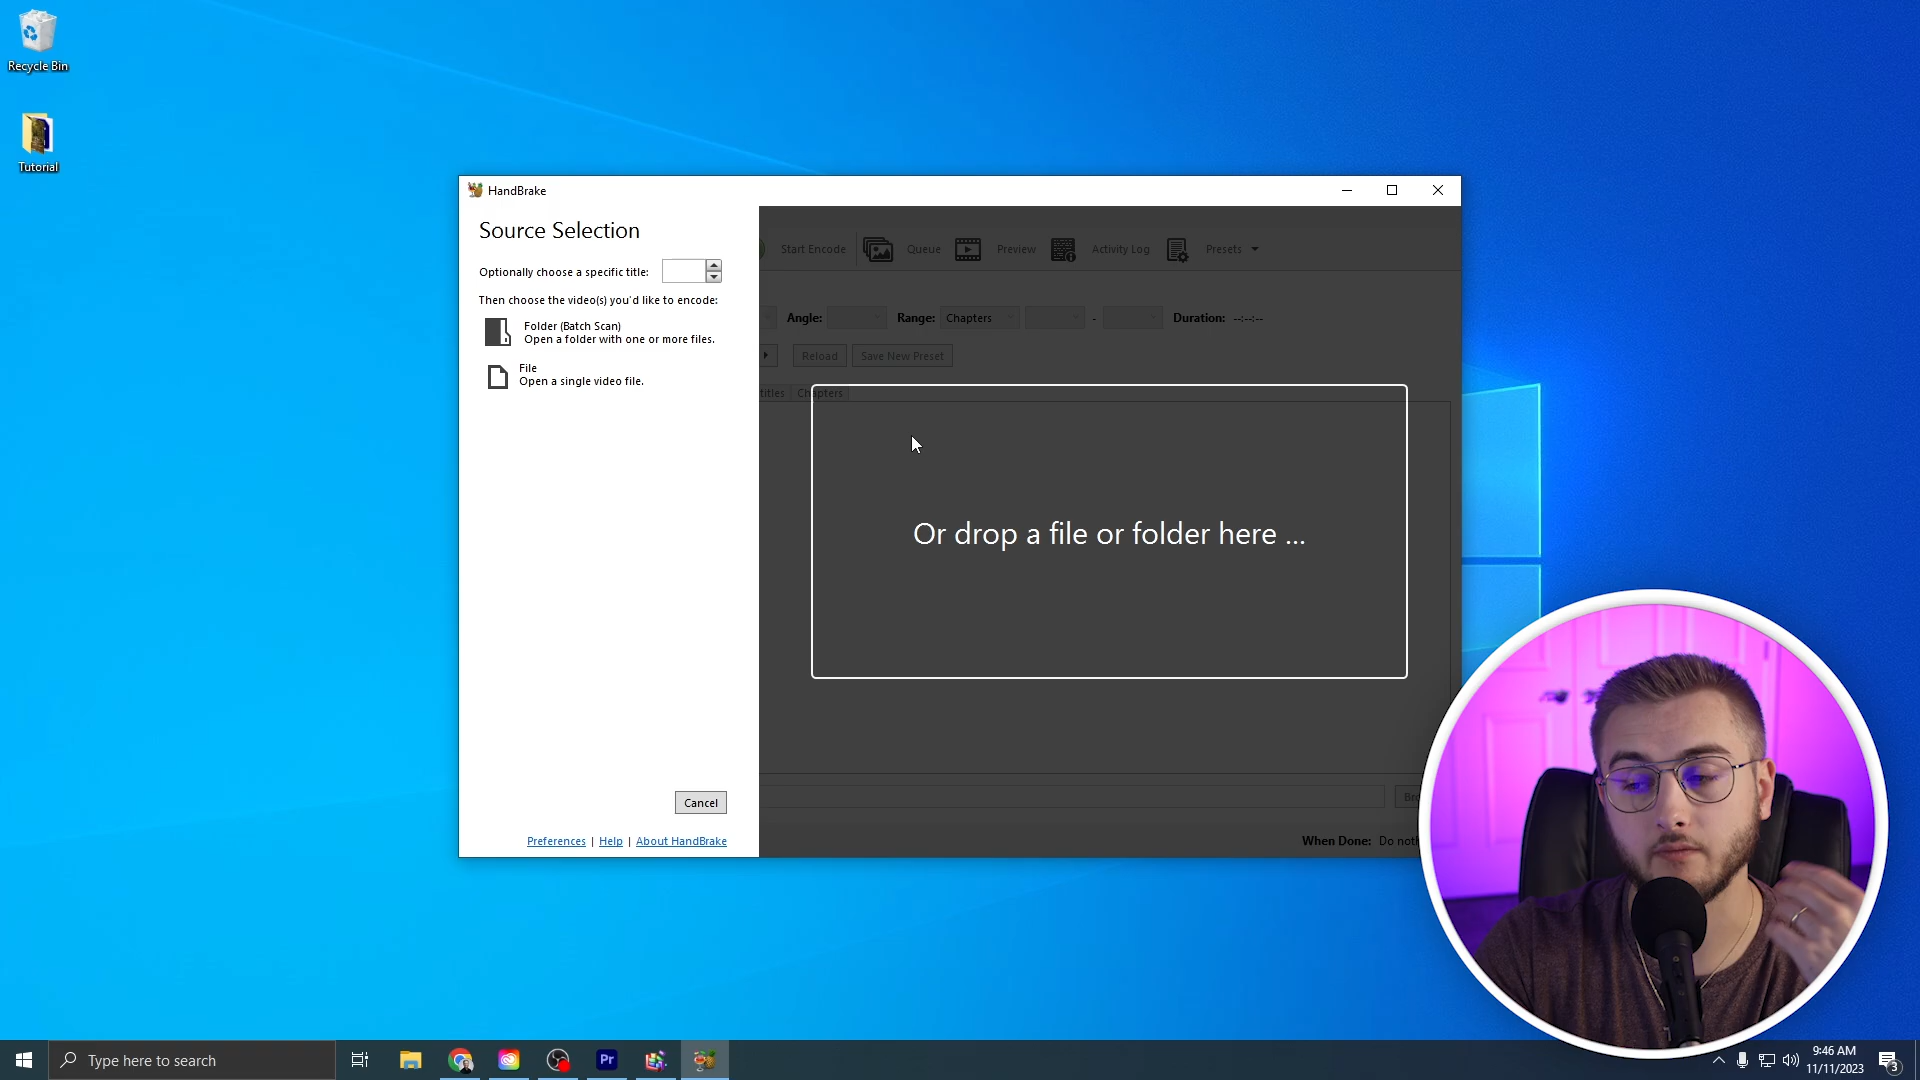 Recycle Bin
Tutorial
HandBrake
Source Selection
Optionally choose a specific title:
Then choose the video(s) you'd like to encode:
Folder (Batch Scan)
Open a folder with one or more files.
File
Open a single video file.
Cancel
Preferences | Help | About HandBrake
Start Encode
Queue
Preview
Activity Log
Presets
Angle:
Range:
Chapters
-
Duration:
--:--:--
Reload
Save New Preset
Chapters
Or drop a file or folder here ...
When Done:
Type here to search
Pr
9:46 AM
11/11/2023
3